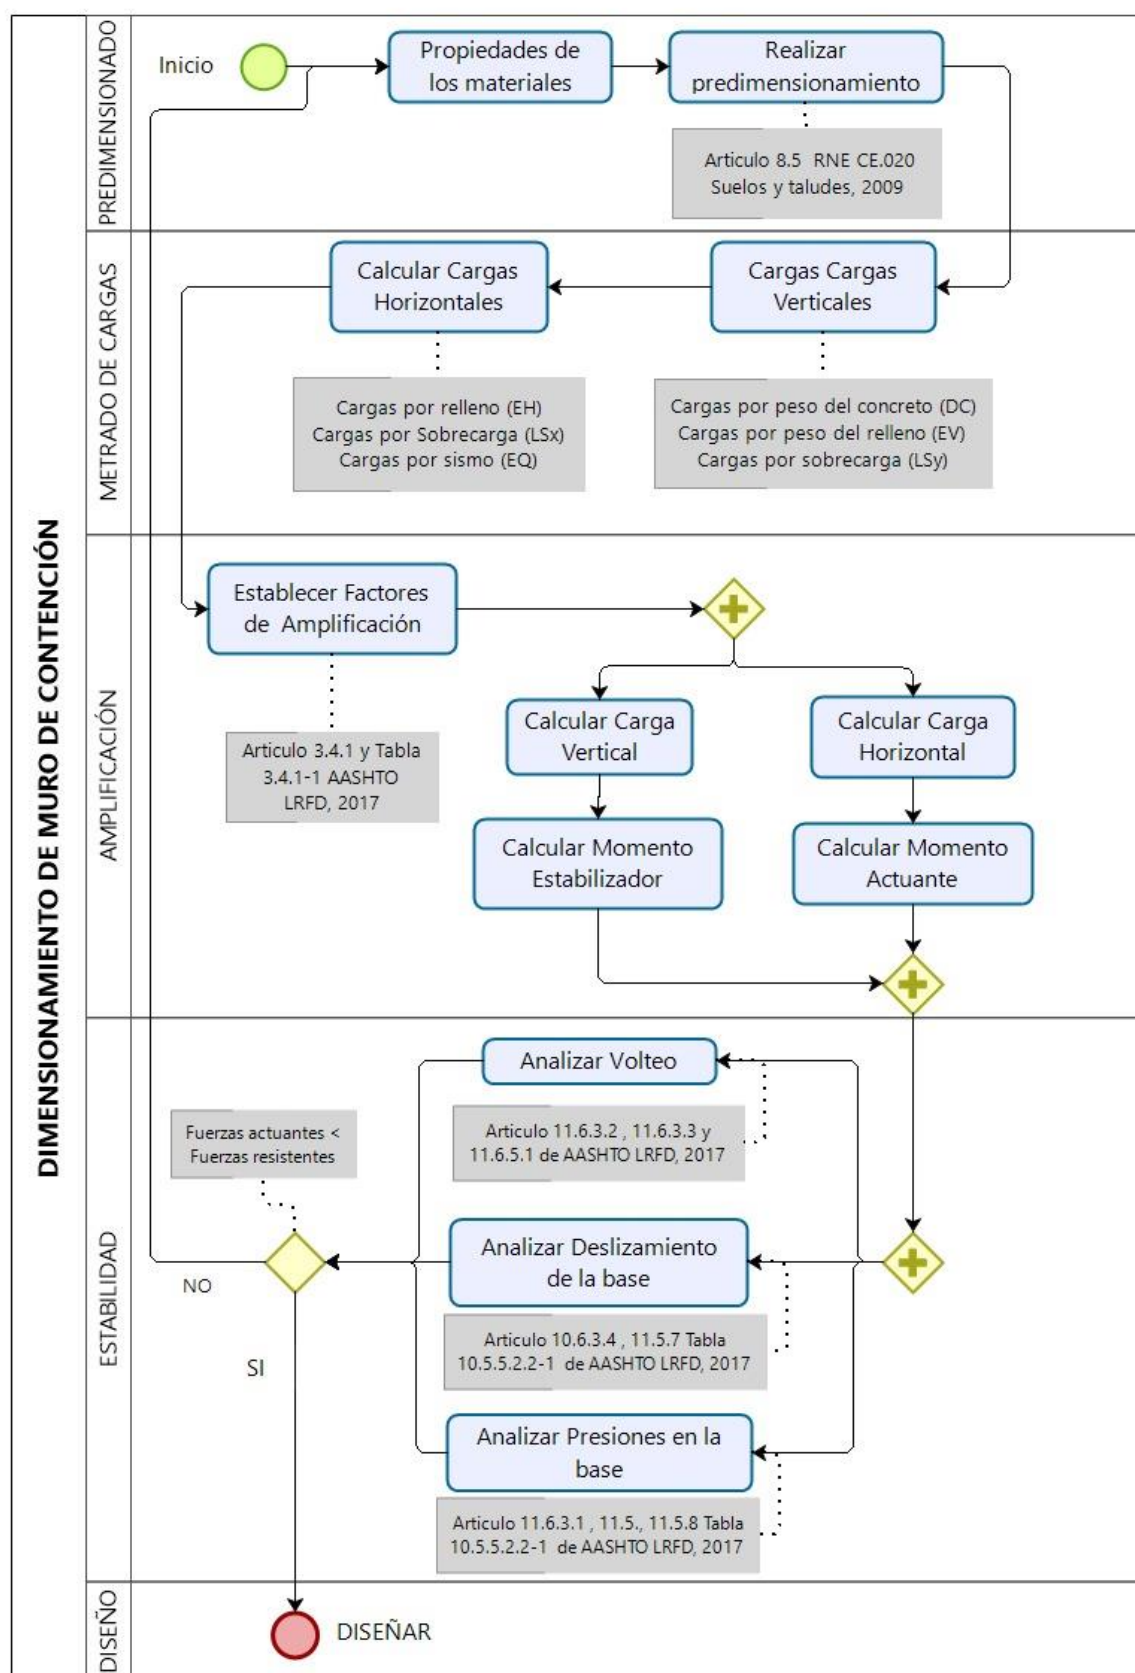 DIMENSIONAMIENTO DE MURO DE CONTENCIÓN
PREDIMENSIONADO
Inicio
Propiedades de
los materiales
Realizar
predimensionamiento
Articulo 8.5 RNE CE.020
Suelos y taludes, 2009
METRADO DE CARGAS
Calcular Cargas
Horizontales
Cargas Cargas
Verticales
Cargas por relleno (EH)
Cargas por Sobrecarga (LSx)
Cargas por sismo (EQ)
Cargas por peso del concreto (DC)
Cargas por peso del relleno (EV)
Cargas por sobrecarga (LSy)
AMPLIFICACIÓN
Establecer Factores
de Amplificación
Articulo 3.4.1 y Tabla
3.4.1-1 AASHTO
LRFD, 2017
Calcular Carga
Vertical
Calcular Carga
Horizontal
Calcular Momento
Estabilizador
Calcular Momento
Actuante
ESTABILIDAD
Analizar Volteo
Articulo 11.6.3.2 , 11.6.3.3 y
11.6.5.1 de AASHTO LRFD, 2017
Fuerzas actuantes <
Fuerzas resistentes
Analizar Deslizamiento
de la base
NO
Articulo 10.6.3.4 , 11.5.7 Tabla
10.5.5.2.2-1 de AASHTO LRFD, 2017
SI
Analizar Presiones en la
base
Articulo 11.6.3.1 , 11.5., 11.5.8 Tabla
10.5.5.2.2-1 de AASHTO LRFD, 2017
DISEÑO
DISEÑAR